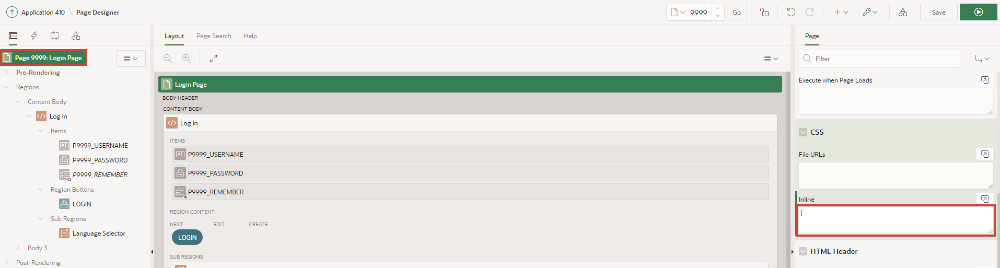 Application 410 \ Page Designer
9999
Go
Save
Page 9999: Login Page
Pre-Rendering
Regions
Content Body
Log In
Items
P9999_USERNAME
P9999_PASSWORD
P9999_REMEMBER
Region Buttons
LOGIN
Sub Regions
Language Selector
Body 3
Post-Rendering
Layout Page Search Help
Login Page
BODY HEADER
CONTENT BODY
Log In
ITEMS
P9999_USERNAME
P9999_PASSWORD
P9999_REMEMBER
REGION CONTENT
NEXT EDIT CREATE
LOGIN
SUB REGIONS
Page
Filter
Execute when Page Loads
CSS
File URLs
Inline
HTML Header